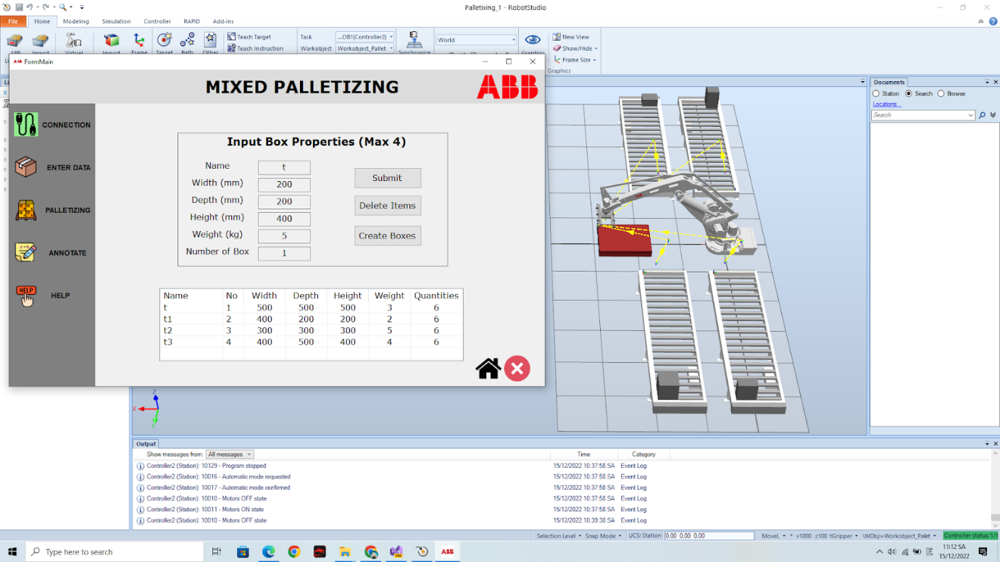 Palletixing_1 - RobotStudio
File Home Modeling Simulation Controller RAPID Add-Ins
Teach Target
Teach Instruction
Task ...OB1(Controller2)
Workobject Workobject_Pallet
World
New View
Show/Hide
Frame Size
Graphics
ABB FormMain
MIXED PALLETIZING
ABB
CONNECTION
ENTER DATA
PALLETIZING
ANNOTATE
HELP
HELP
Input Box Properties (Max 4)
Name t
Width (mm) 200
Depth (mm) 200
Height (mm) 400
Weight (kg) 5
Number of Box 1
Submit
Delete Items
Create Boxes
Name No Width Depth Height Weight Quantities
t 1 500 500 500 3 6
t1 2 400 200 200 2 6
t2 3 300 300 300 5 6
t3 4 400 500 400 4 6
Documents
Station Search Browse
Locations...
Search
Z
X
Y
Output
Show messages from: All messages Time Category
Controller2 (Station): 10129 - Program stopped 15/12/2022 10:37:58 SA Event Log
Controller2 (Station): 10016 - Automatic mode requested 15/12/2022 10:37:58 SA Event Log
Controller2 (Station): 10017 - Automatic mode confirmed 15/12/2022 10:37:58 SA Event Log
Controller2 (Station): 10010 - Motors OFF state 15/12/2022 10:37:58 SA Event Log
Controller2 (Station): 10011 - Motors ON state 15/12/2022 10:37:58 SA Event Log
Controller2 (Station): 10010 - Motors OFF state 15/12/2022 10:39:38 SA Event Log
Selection Level Snap Mode UCS: Station 0.00 0.00 0.00 MoveL * v1000 z100 tGripper \WObj=Workobject_Pallet Controller status: 1/1
Type here to search
ABB
11:12 SA
15/12/2022